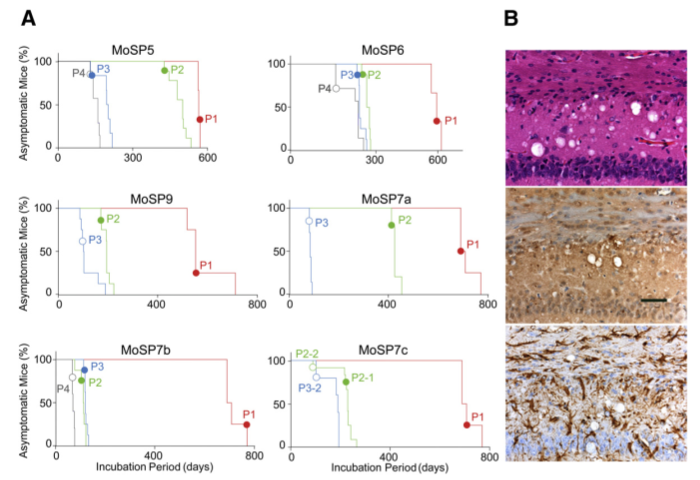 A
B
MoSP5
Asymptomatic Mice (%)
100
50
0
0 300 600
P4 P3 P2 P1
MoSP6
100
50
0
0 300 600
P4 P3 P2 P1
MoSP9
Asymptomatic Mice (%)
100
50
0
0 400 800
P3 P2 P1
MoSP7a
100
50
0
0 400 800
P3 P2 P1
MoSP7b
Asymptomatic Mice (%)
100
50
0
0 400 800
P4 P3 P2 P1
Incubation Period (days)
MoSP7c
100
50
0
0 400 800
P2-2
P3-2 P2-1 P1
Incubation Period (days)